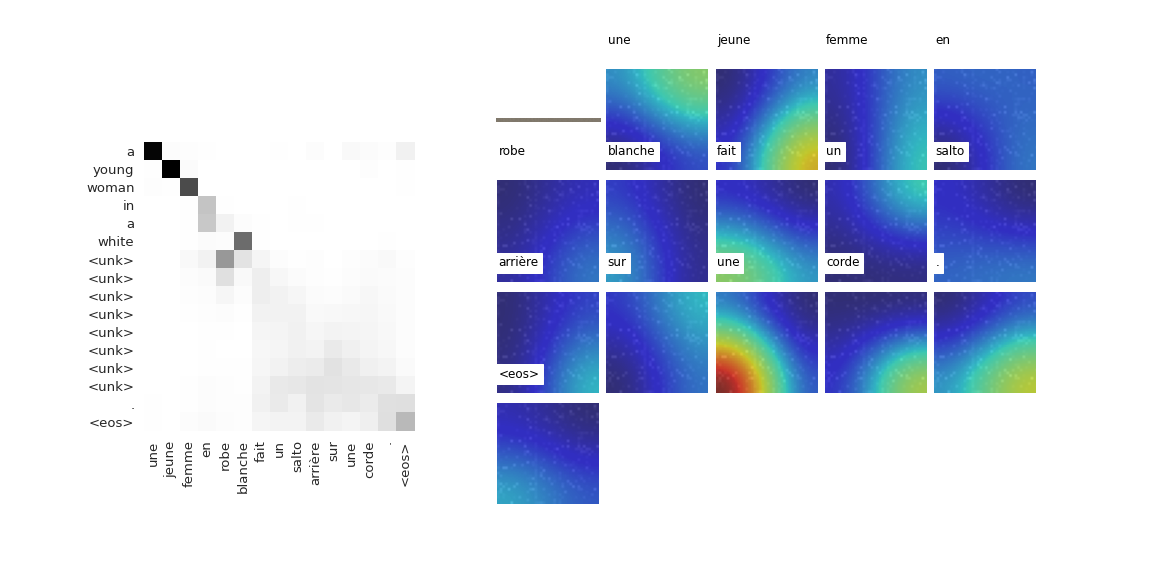 a
young
woman
in
a
white
<unk>
<unk>
<unk>
<unk>
<unk>
<unk>
<unk>
<unk>
.
<eos>
une
jeune
femme
en
robe
blanche
fait
un
salto
arrière
sur
une
corde
.
<eos>
une jeune femme en
robe blanche fait un salto
arrière sur une corde .
<eos>